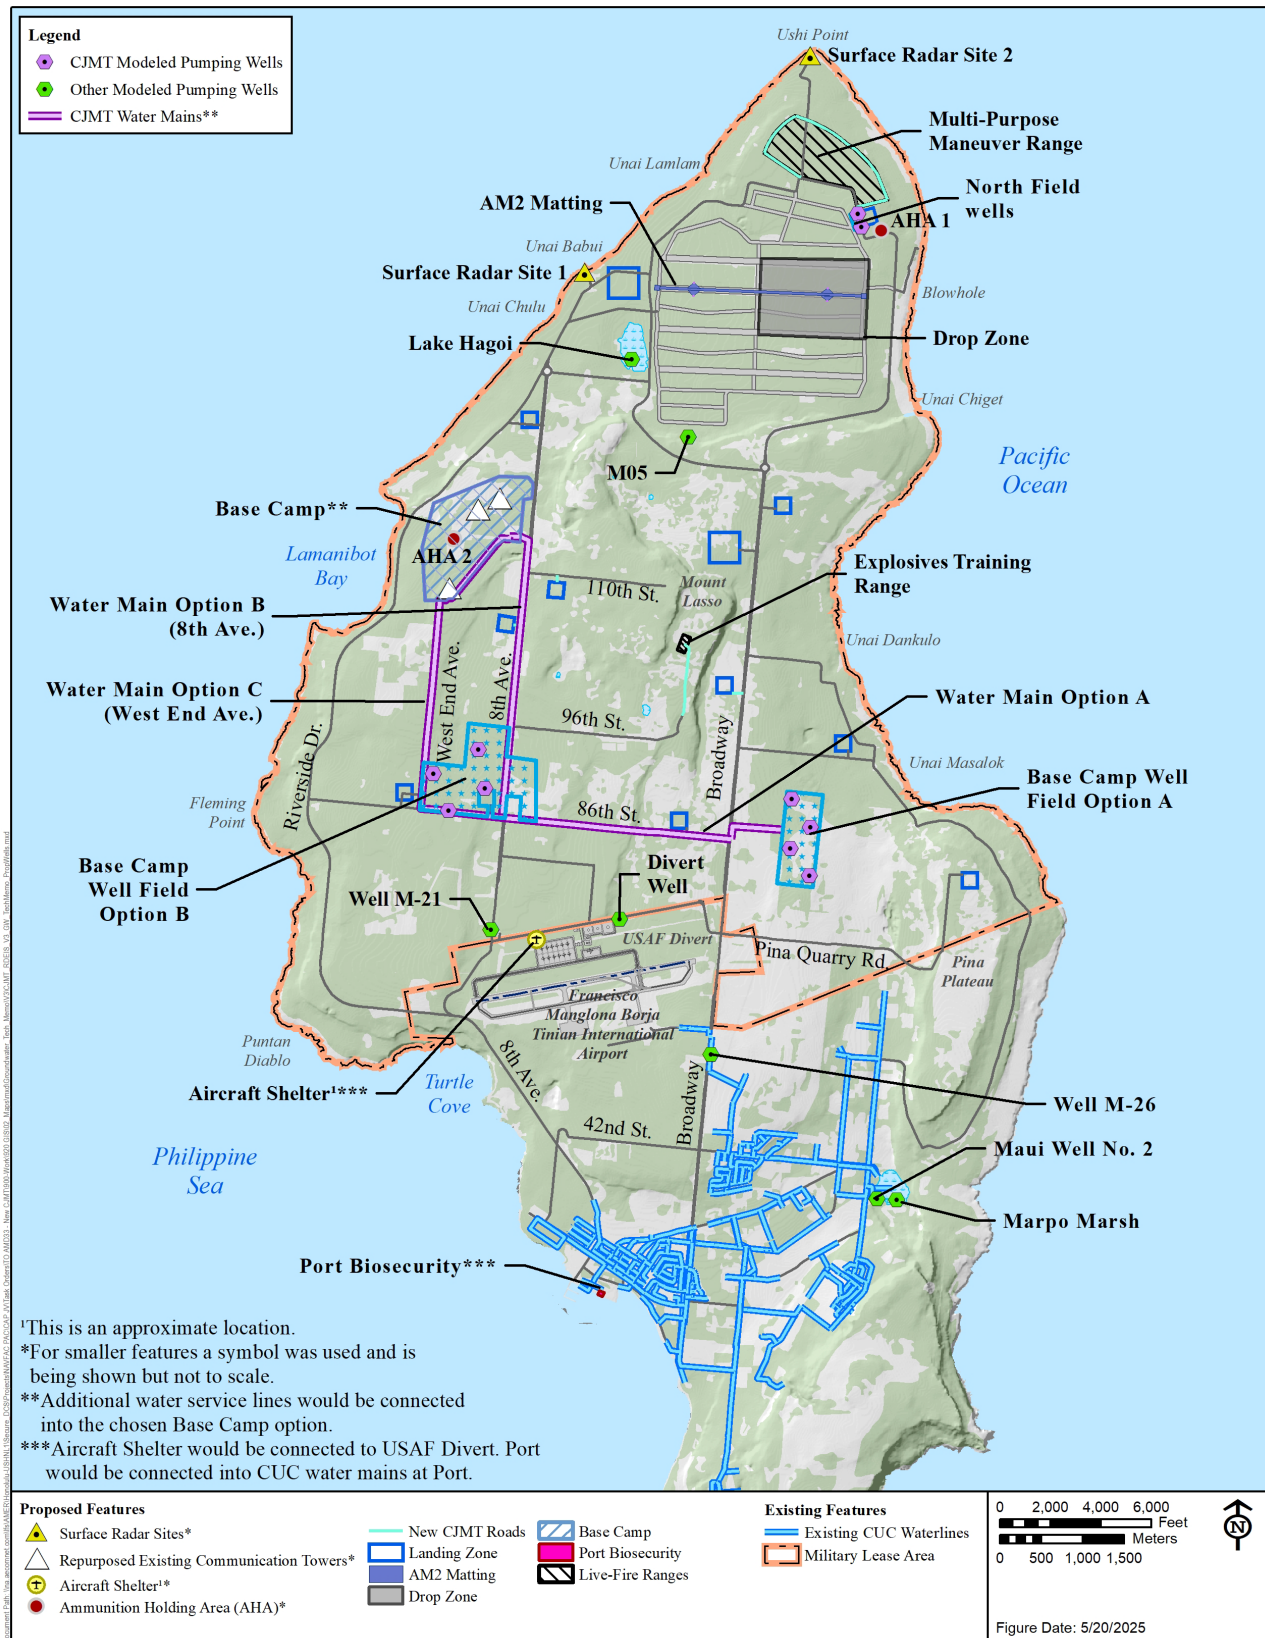 Legend
CJMT Modeled Pumping Wells
Other Modeled Pumping Wells
CJMT Water Mains**
Ushi Point
Surface Radar Site 2
Multi-Purpose
Maneuver Range
Unai Lamlam
North Field
wells
AM2 Matting
AHA 1
Unai Babui
Surface Radar Site 1
Unai Chulu
Blowhole
Lake Hagoi
Drop Zone
Unai Chiget
M05
Pacific
Ocean
Base Camp**
AHA 2
Lamanibot
Bay
Explosives Training
Range
Mount
Lasso
110th St.
Water Main Option B
(8th Ave.)
Unai Dankulo
West End Ave.
8th Ave.
Water Main Option C
(West End Ave.)
Water Main Option A
96th St.
Broadway
Riverside Dr.
Unai Masalok
Base Camp Well
Field Option A
Fleming
Point
86th St.
Base Camp
Well Field
Option B
Divert
Well
Well M-21
USAF Divert
Pina Quarry Rd.
Pina
Plateau
Francisco
Manglona Borja
Tinian International
Airport
Puntan
Diablo
8th Ave.
Turtle
Cove
Aircraft Shelter¹***
Broadway
Well M-26
42nd St.
Maui Well No. 2
Philippine
Sea
Marpo Marsh
Port Biosecurity***
¹This is an approximate location.
*For smaller features a symbol was used and is
being shown but not to scale.
**Additional water service lines would be connected
into the chosen Base Camp option.
***Aircraft Shelter would be connected to USAF Divert. Port
would be connected into CUC water mains at Port.
Proposed Features
Surface Radar Sites*
Repurposed Existing Communication Towers*
Aircraft Shelter¹*
Ammunition Holding Area (AHA)*
New CJMT Roads
Landing Zone
AM2 Matting
Drop Zone
Base Camp
Port Biosecurity
Live-Fire Ranges
Existing Features
Existing CUC Waterlines
Military Lease Area
0 2,000 4,000 6,000
Feet
Meters
0 500 1,000 1,500
N
Figure Date: 5/20/2025